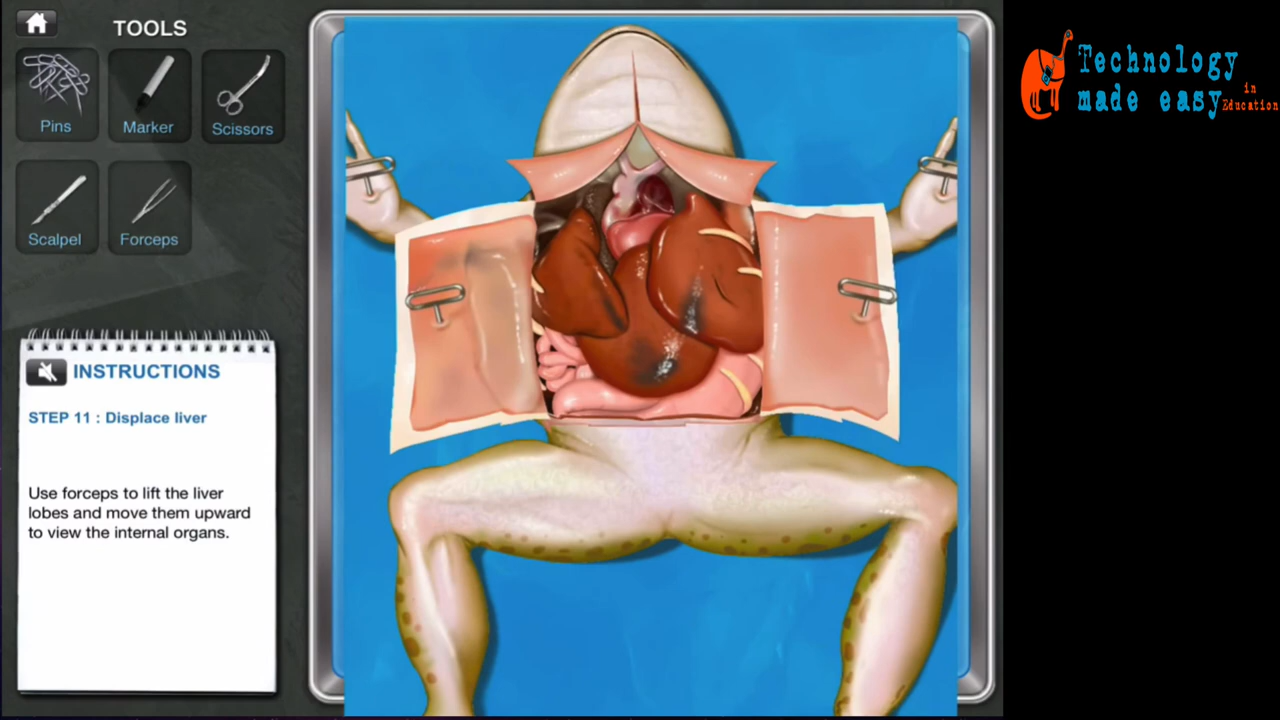 TOOLS
Pins
Marker
Scissors
Scalpel
Forceps
INSTRUCTIONS
STEP 11 : Displace liver
Use forceps to lift the liver
lobes and move them upward
to view the internal organs.
Technology
made easy in Education